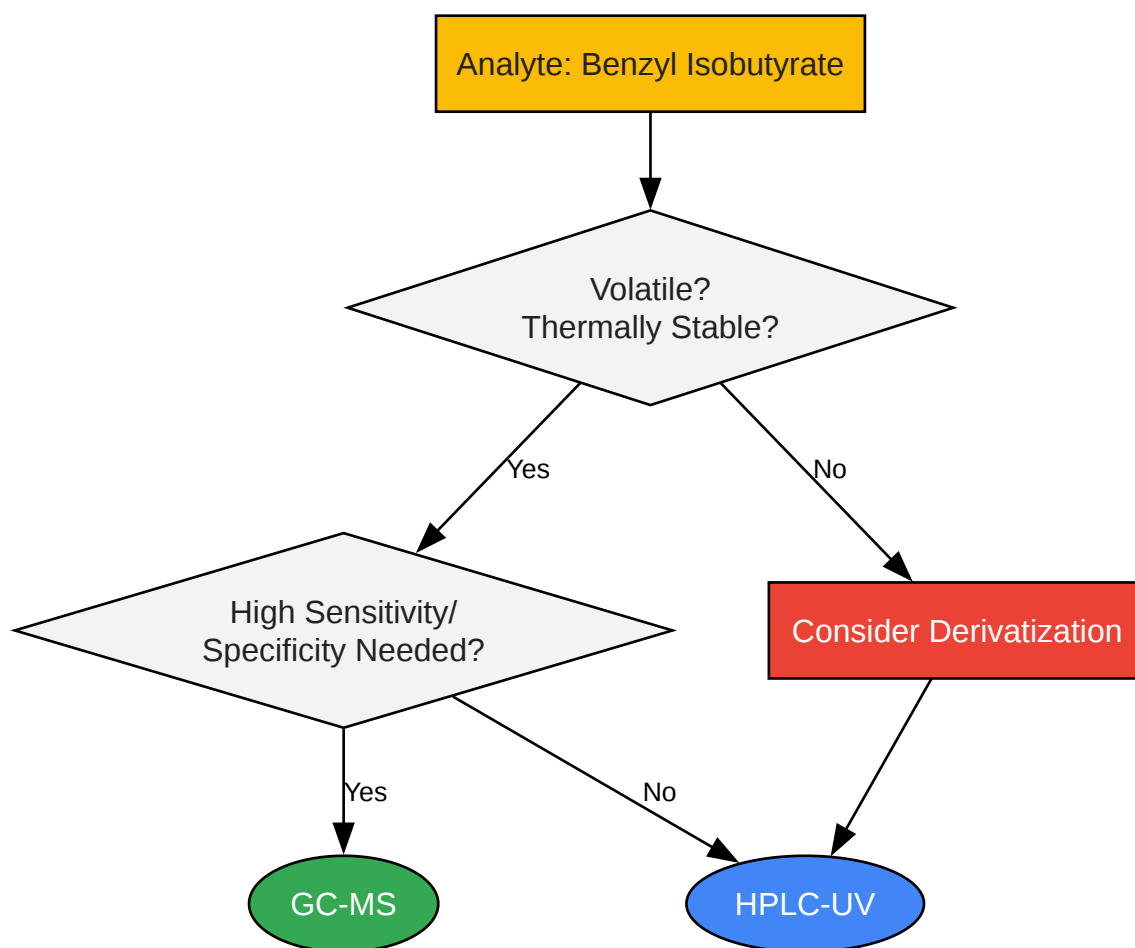 Analyte: Benzyl Isobutyrate
Volatile?
Thermally Stable?
Yes
No
High Sensitivity/
Specificity Needed?
Consider Derivatization
Yes
No
GC-MS
HPLC-UV